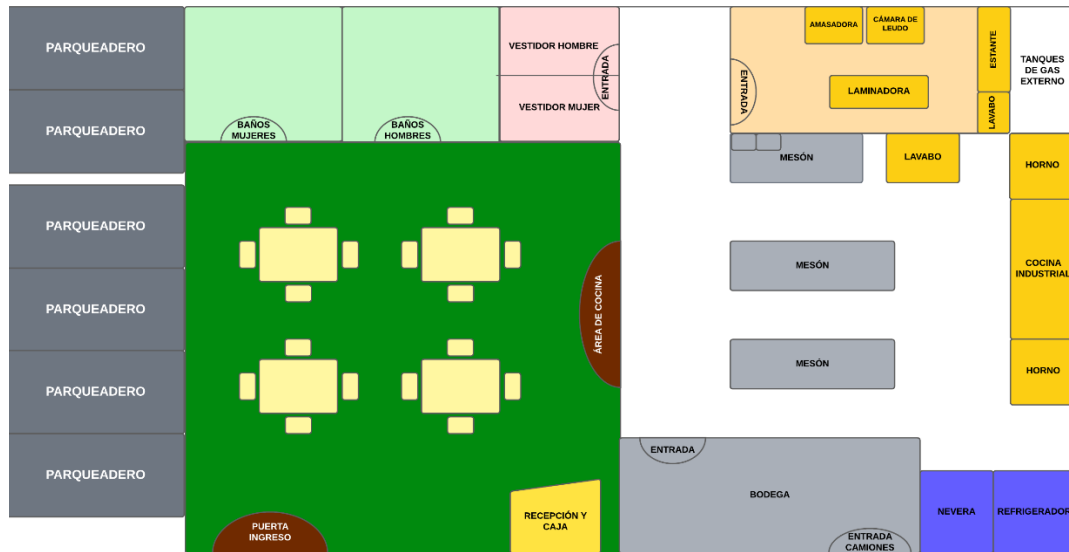 PARQUEADERO
PARQUEADERO
PARQUEADERO
PARQUEADERO
PARQUEADERO
PARQUEADERO
BAÑOS
MUJERES
BAÑOS
HOMBRES
VESTIDOR HOMBRE
VESTIDOR MUJER
ENTRADA
ÁREA DE COCINA
PUERTA
INGRESO
RECEPCIÓN Y
CAJA
ENTRADA
AMASADORA
CÁMARA DE
LEUDO
LAMINADORA
ESTANTE
LAVABO
TANQUES
DE GAS
EXTERNO
MESÓN
LAVABO
HORNO
MESÓN
COCINA
INDUSTRIAL
MESÓN
HORNO
ENTRADA
BODEGA
ENTRADA
CAMIONES
NEVERA
REFRIGERADOR